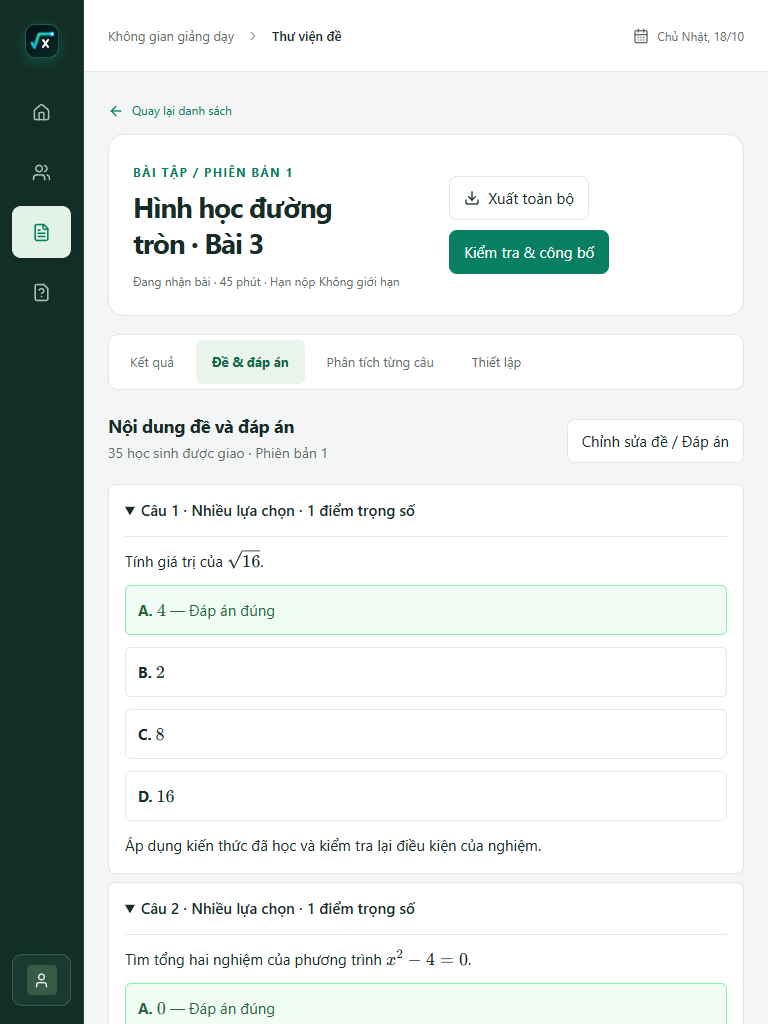 √x
Không gian giảng dạy > Thư viện đề
Chủ Nhật, 18/10
← Quay lại danh sách
BÀI TẬP / PHIÊN BẢN 1
Hình học đường
tròn · Bài 3
Đang nhận bài · 45 phút · Hạn nộp Không giới hạn
Xuất toàn bộ
Kiểm tra & công bố
Kết quả
Đề & đáp án
Phân tích từng câu
Thiết lập
Nội dung đề và đáp án
35 học sinh được giao · Phiên bản 1
Chỉnh sửa đề / Đáp án
▼ Câu 1 · Nhiều lựa chọn · 1 điểm trọng số
Tính giá trị của √16.
A. 4 — Đáp án đúng
B. 2
C. 8
D. 16
Áp dụng kiến thức đã học và kiểm tra lại điều kiện của nghiệm.
▼ Câu 2 · Nhiều lựa chọn · 1 điểm trọng số
Tìm tổng hai nghiệm của phương trình x² − 4 = 0.
A. 0 — Đáp án đúng